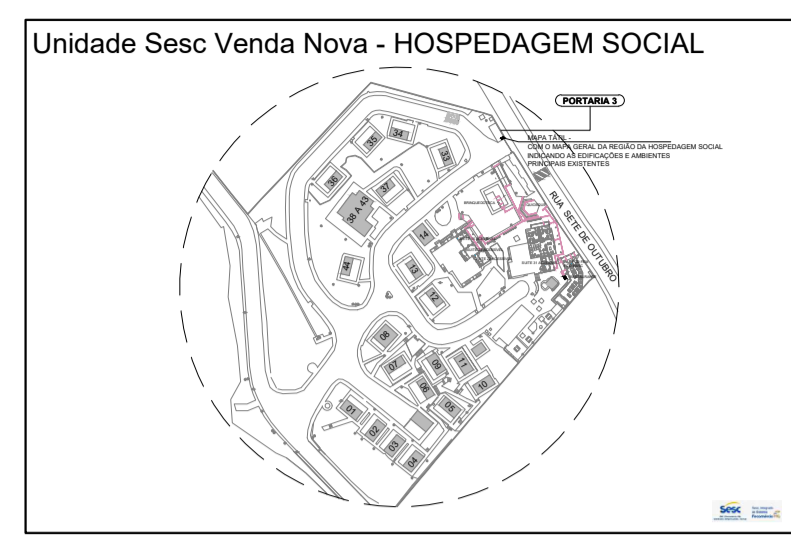 Unidade Sesc Venda Nova - HOSPEDAGEM SOCIAL
PORTARIA 3
MAPA TÁTIL -
COM O MAPA GERAL DA REGIÃO DA HOSPEDAGEM SOCIAL
INDICANDO AS EDIFICAÇÕES E AMBIENTES
PRINCIPAIS EXISTENTES
RUA SETE DE OUTUBRO
34
35
33
36
37
38 A 43
BRINQUEDOTECA
14
44
13
12
08
07
09
11
06
10
05
01
02
03
04
Sesc